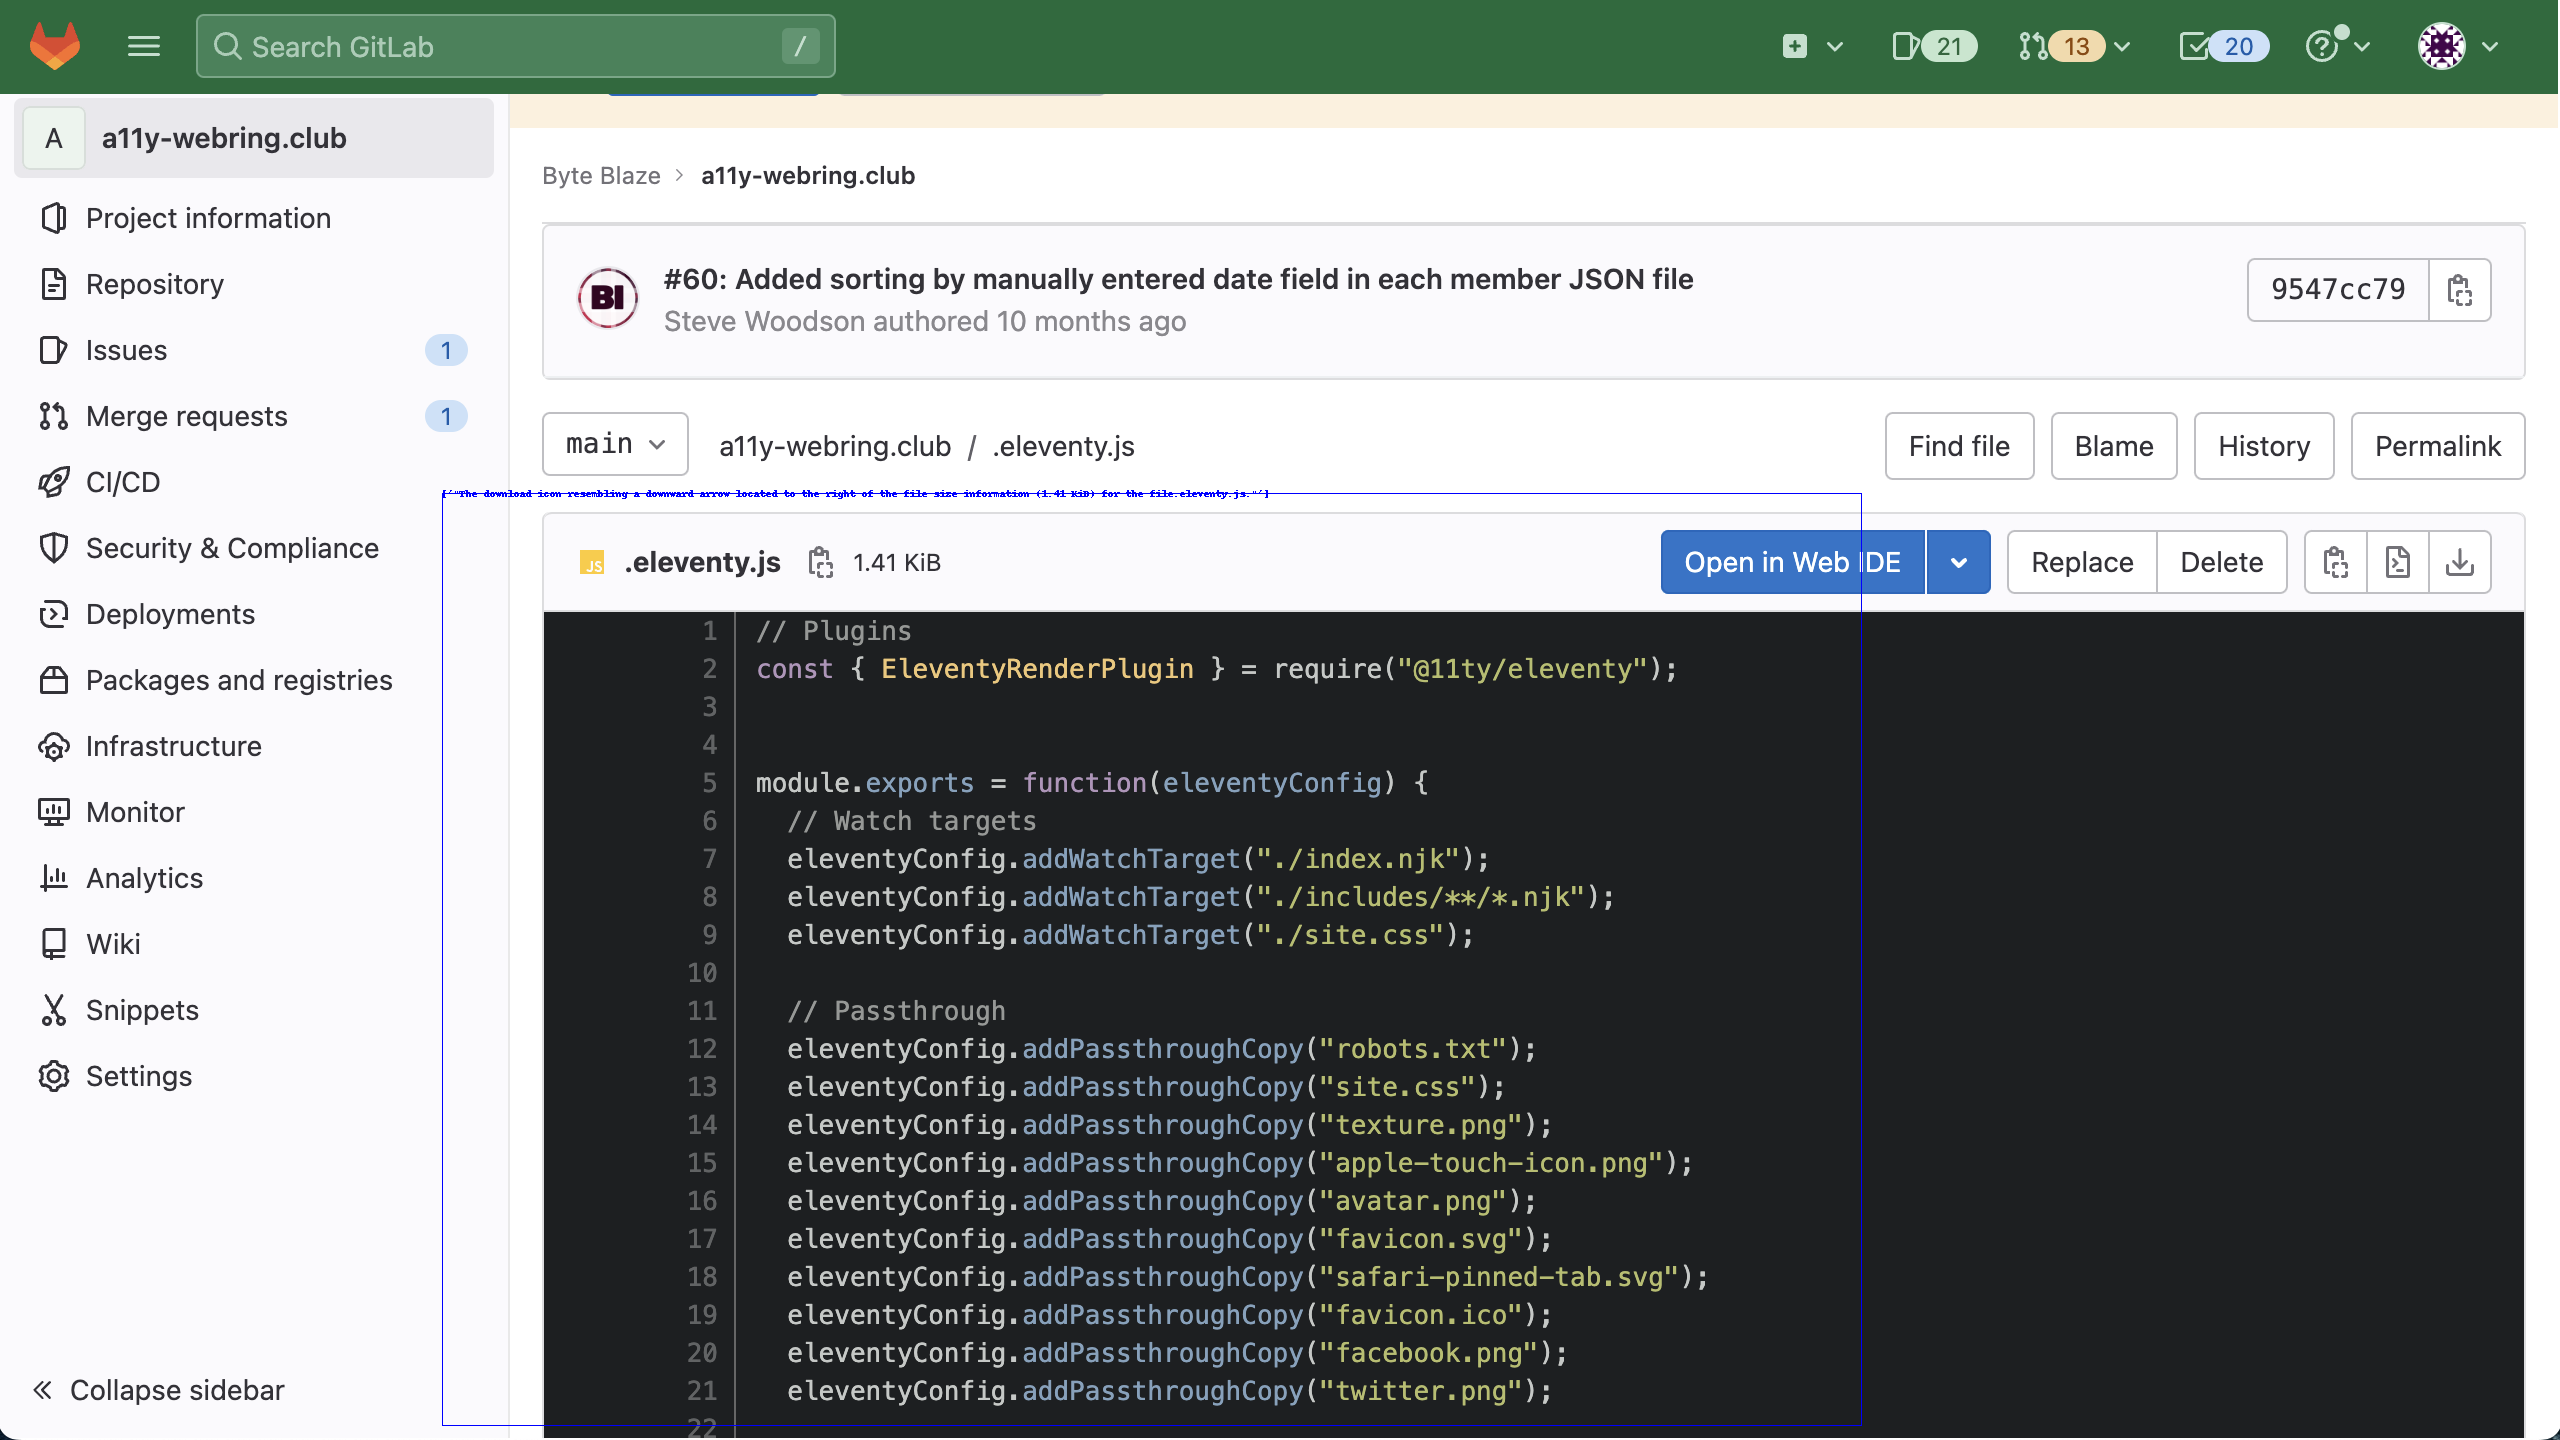 Search GitLab /
21
13
20
A a11y-webring.club
Project information
Repository
Issues 1
Merge requests 1
CI/CD
Security & Compliance
Deployments
Packages and registries
Infrastructure
Monitor
Analytics
Wiki
Snippets
Settings
Collapse sidebar
Byte Blaze > a11y-webring.club
BI
#60: Added sorting by manually entered date field in each member JSON file
Steve Woodson authored 10 months ago
9547cc79
main
a11y-webring.club / .eleventy.js
Find file
Blame
History
Permalink
['"The download icon resembling a downward arrow located to the right of the file size information (1.41 KiB) for the file.eleventy.js."']
JS .eleventy.js 1.41 KiB
Open in Web IDE
Replace
Delete
1 // Plugins
2 const { EleventyRenderPlugin } = require("@11ty/eleventy");
3
4
5 module.exports = function(eleventyConfig) {
6 // Watch targets
7 eleventyConfig.addWatchTarget("./index.njk");
8 eleventyConfig.addWatchTarget("./includes/**/*.njk");
9 eleventyConfig.addWatchTarget("./site.css");
10
11 // Passthrough
12 eleventyConfig.addPassthroughCopy("robots.txt");
13 eleventyConfig.addPassthroughCopy("site.css");
14 eleventyConfig.addPassthroughCopy("texture.png");
15 eleventyConfig.addPassthroughCopy("apple-touch-icon.png");
16 eleventyConfig.addPassthroughCopy("avatar.png");
17 eleventyConfig.addPassthroughCopy("favicon.svg");
18 eleventyConfig.addPassthroughCopy("safari-pinned-tab.svg");
19 eleventyConfig.addPassthroughCopy("favicon.ico");
20 eleventyConfig.addPassthroughCopy("facebook.png");
21 eleventyConfig.addPassthroughCopy("twitter.png");
22